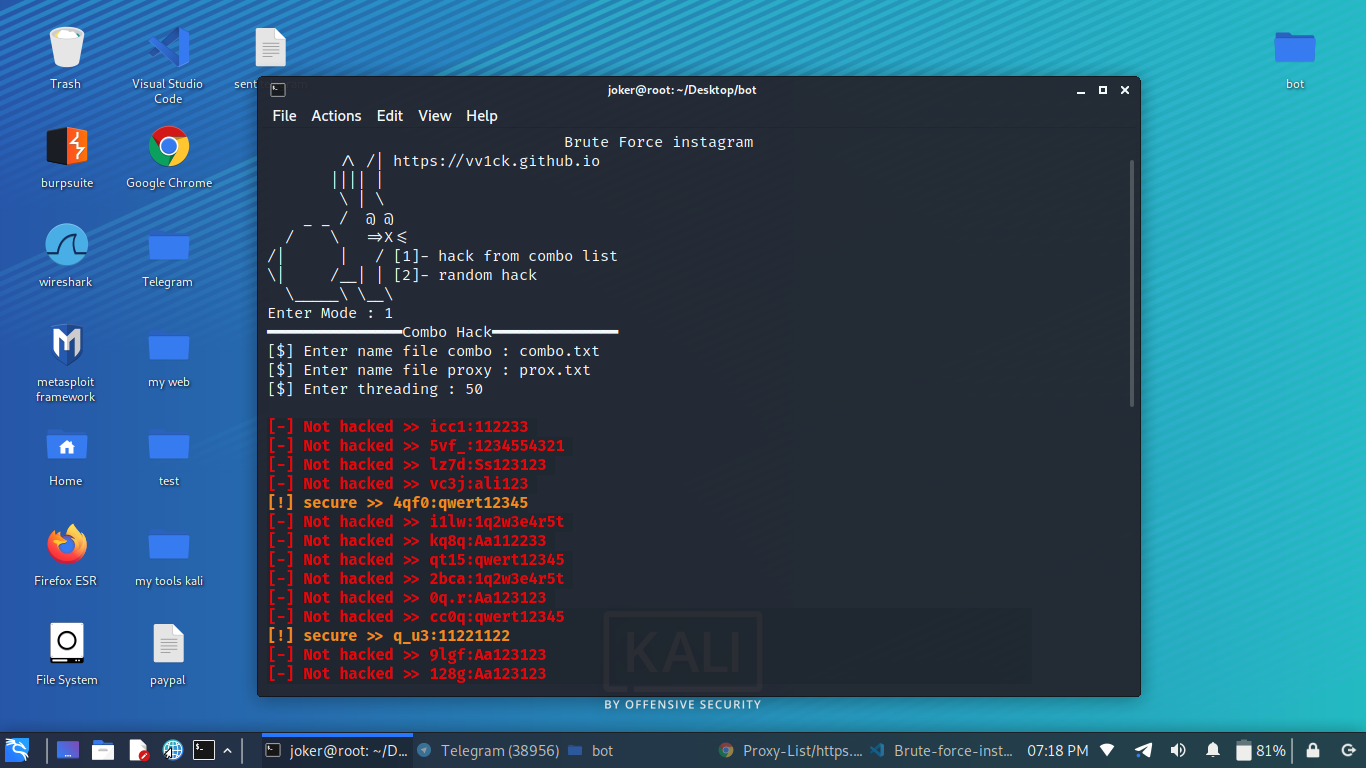 Trash
Visual Studio
Code
sent
bot
burpsuite
Google Chrome
wireshark
Telegram
metasploit
framework
my web
Home
test
Firefox ESR
my tools kali
File System
paypal
joker@root: ~/Desktop/bot
File Actions Edit View Help
Brute Force instagram
https://vv1ck.github.io
[1]- hack from combo list
[2]- random hack
Enter Mode : 1
Combo Hack
[$] Enter name file combo : combo.txt
[$] Enter name file proxy : prox.txt
[$] Enter threading : 50
[-] Not hacked >> icc1:112233
[-] Not hacked >> 5vf_:1234554321
[-] Not hacked >> lz7d:Ss123123
[-] Not hacked >> vc3j:ali123
[!] secure >> 4qf0:qwert12345
[-] Not hacked >> i1lw:1q2w3e4r5t
[-] Not hacked >> kq8q:Aa112233
[-] Not hacked >> qt15:qwert12345
[-] Not hacked >> 2bca:1q2w3e4r5t
[-] Not hacked >> 0q.r:Aa123123
[-] Not hacked >> cc0q:qwert12345
[!] secure >> q_u3:11221122
[-] Not hacked >> 9lgf:Aa123123
[-] Not hacked >> 128g:Aa123123
KALI
BY OFFENSIVE SECURITY
joker@root: ~/D...
Telegram (38956)
bot
Proxy-List/https....
Brute-force-inst...
07:18 PM
81%